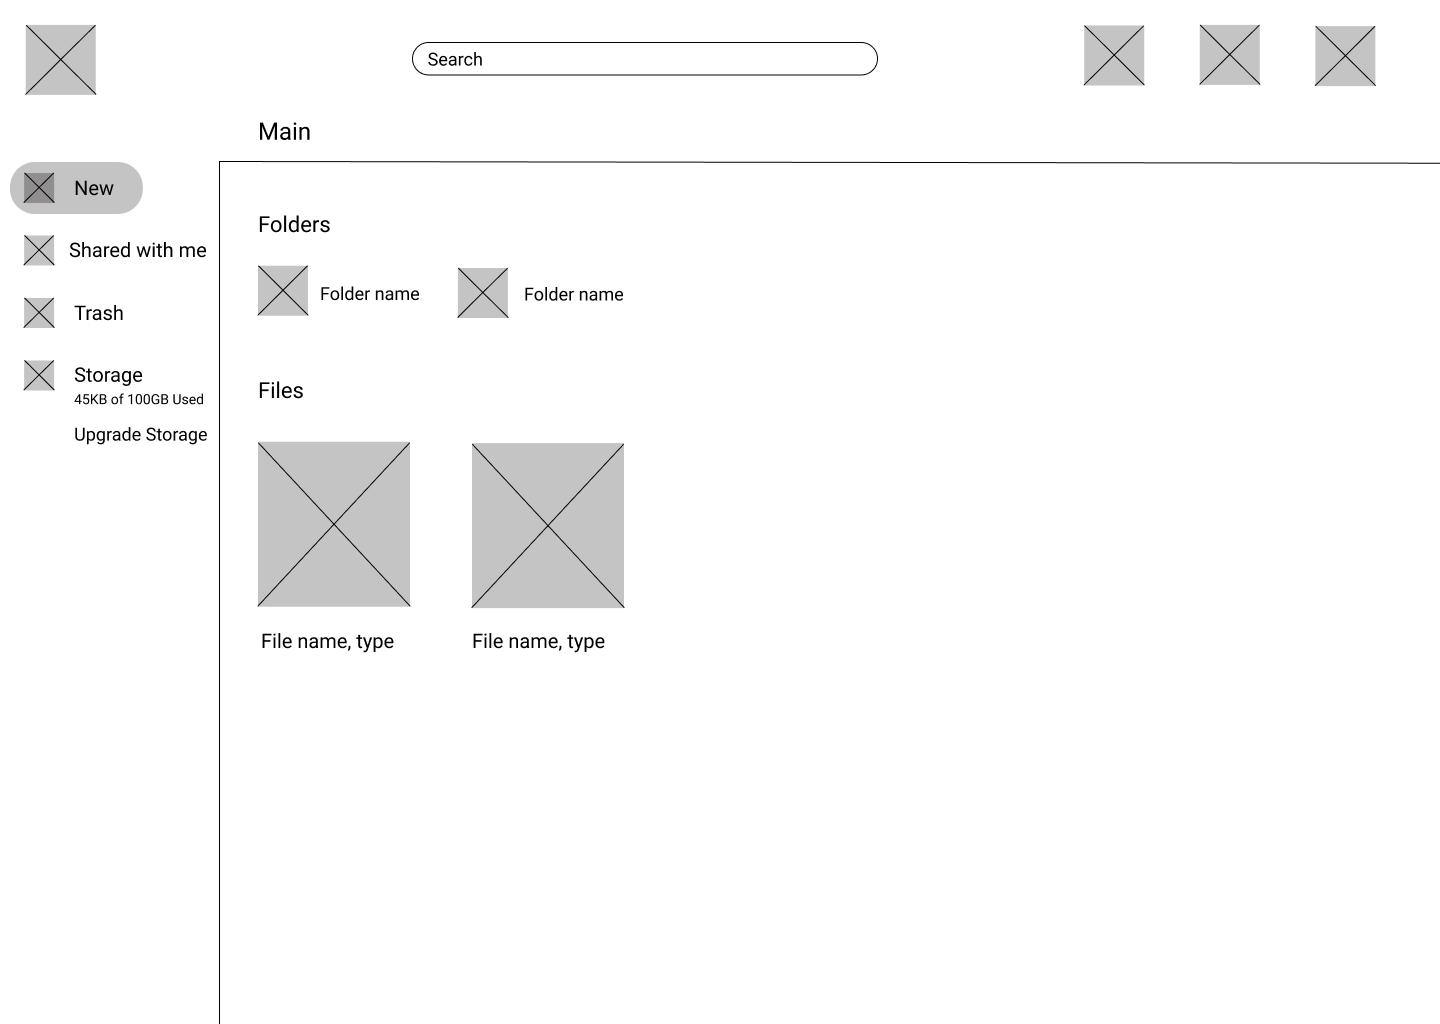 Search
Main
New
Shared with me
Trash
Storage
45KB of 100GB Used
Upgrade Storage
Folders
Folder name
Folder name
Files
File name, type
File name, type